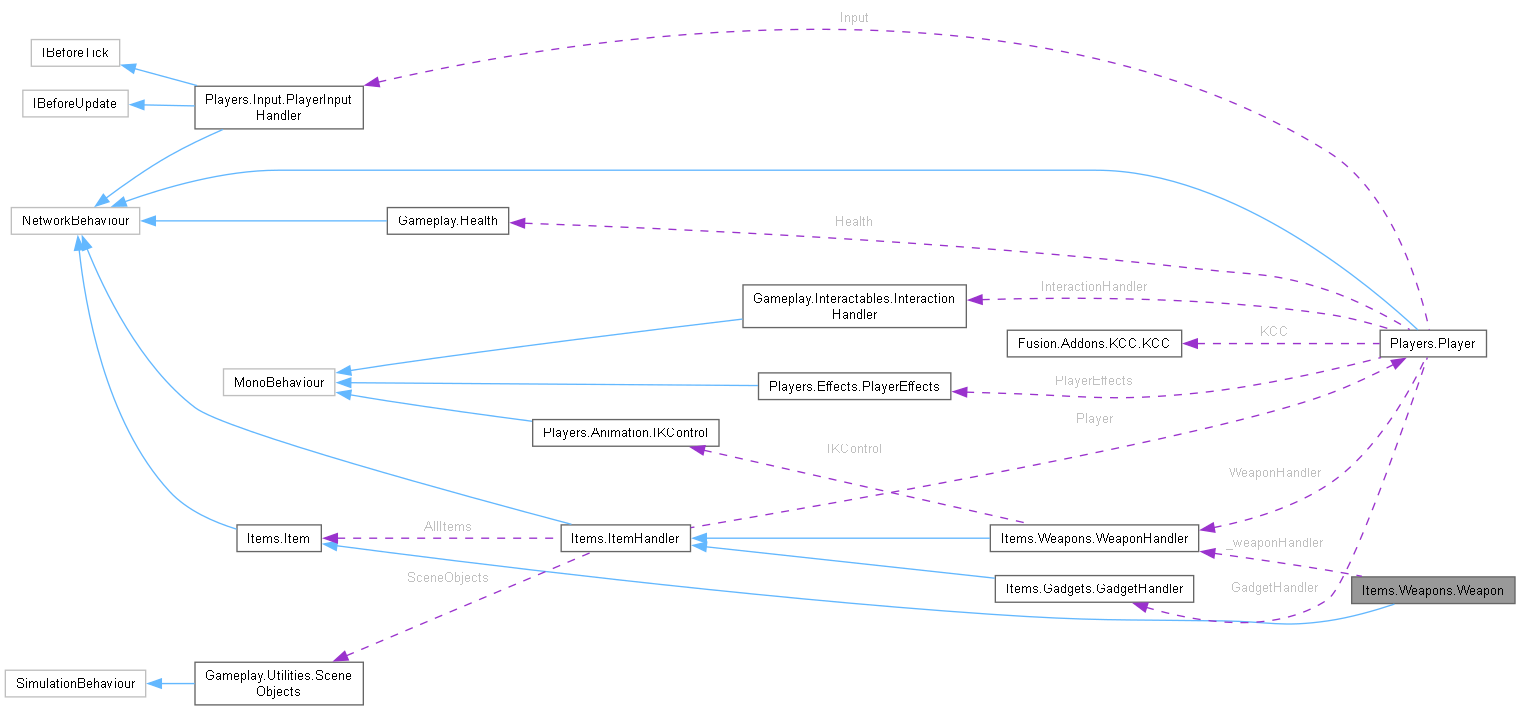 Input
IBeforeTick
Players.Input.PlayerInput
Handler
IBeforeUpdate
NetworkBehaviour
Gameplay.Health
Health
InteractionHandler
Gameplay.Interactables.Interaction
Handler
KCC
Fusion.Addons.KCC.KCC
Players.Player
MonoBehaviour
Players.Effects.PlayerEffects
PlayerEffects
Player
Players.Animation.IKControl
IKControl
WeaponHandler
AllItems
Items.Item
Items.ItemHandler
Items.Weapons.WeaponHandler
_weaponHandler
SceneObjects
Items.Gadgets.GadgetHandler
GadgetHandler
Items.Weapons.Weapon
SimulationBehaviour
Gameplay.Utilities.Scene
Objects